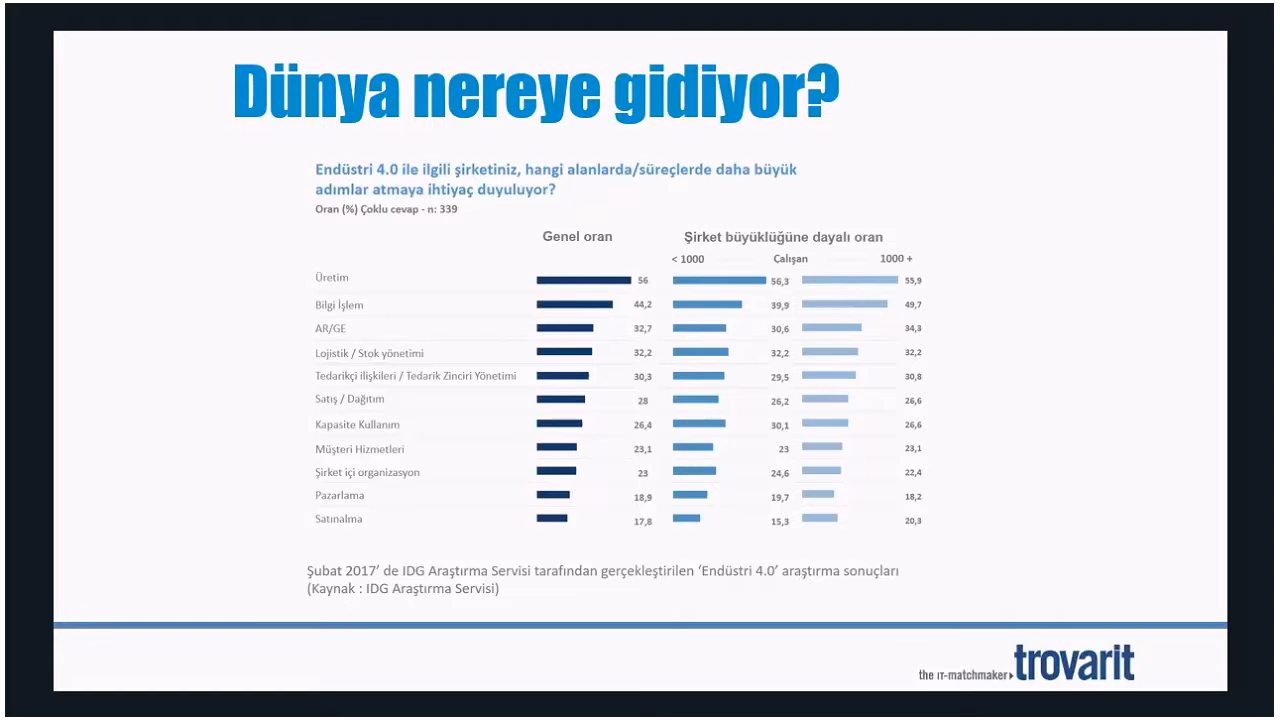 Dünya nereye gidiyor?
Endüstri 4.0 ile ilgili şirketiniz, hangi alanlarda/süreçlerde daha büyük
adımlar atmaya ihtiyaç duyuluyor?
Oran (%) Çoklu cevap - n: 339
Genel oran Şirket büyüklüğüne dayalı oran
< 1000 Çalışan 1000 +
Üretim 56 56,3 55,9
Bilgi İşlem 44,2 39,9 49,7
AR/GE 32,7 30,6 34,3
Lojistik / Stok yönetimi 32,2 32,2 32,2
Tedarikçi ilişkileri / Tedarik Zinciri Yönetimi 30,3 29,5 30,8
Satış / Dağıtım 28 26,2 26,6
Kapasite Kullanım 26,4 30,1 26,6
Müşteri Hizmetleri 23,1 23 23,1
Şirket içi organizasyon 23 24,6 22,4
Pazarlama 18,9 19,7 18,2
Satınalma 17,8 15,3 20,3
Şubat 2017' de IDG Araştırma Servisi tarafından gerçekleştirilen 'Endüstri 4.0' araştırma sonuçları
(Kaynak : IDG Araştırma Servisi)
the IT-matchmaker trovarit